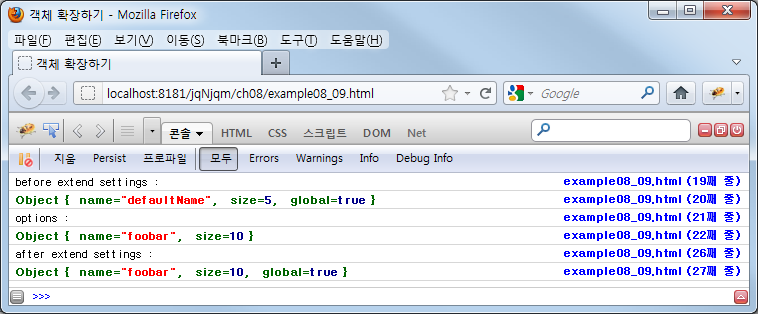 객체 확장하기 - Mozilla Firefox
파일(F) 편집(E) 보기(V) 이동(S) 북마크(B) 도구(T) 도움말(H)
객체 확장하기
localhost:8181/jqNjqm/ch08/example08_09.html Google
콘솔 HTML CSS 스크립트 DOM Net
지움 Persist 프로파일 모두 Errors Warnings Info Debug Info
before extend settings : example08_09.html (19째 줄)
Object { name="defaultName", size=5, global=true } example08_09.html (20째 줄)
options : example08_09.html (21째 줄)
Object { name="foobar", size=10 } example08_09.html (22째 줄)
after extend settings : example08_09.html (26째 줄)
Object { name="foobar", size=10, global=true } example08_09.html (27째 줄)
>>>